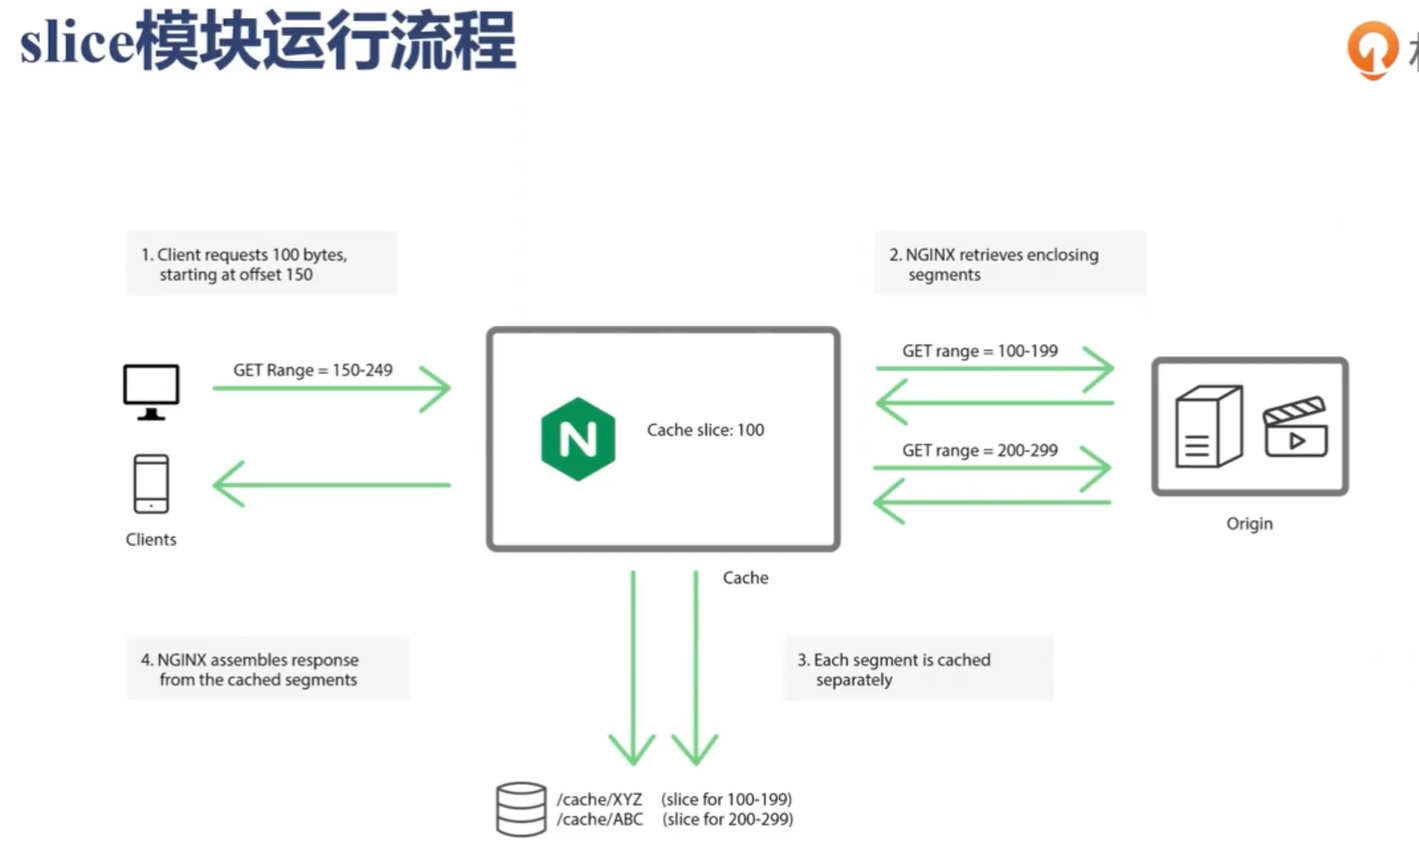 slice模块运行流程
1. Client requests 100 bytes,
starting at offset 150
2. NGINX retrieves enclosing
segments
GET Range = 150-249
GET range = 100-199
Cache slice: 100
GET range = 200-299
Clients
Origin
Cache
4. NGINX assembles response
from the cached segments
3. Each segment is cached
separately
/cache/XYZ (slice for 100-199)
/cache/ABC (slice for 200-299)